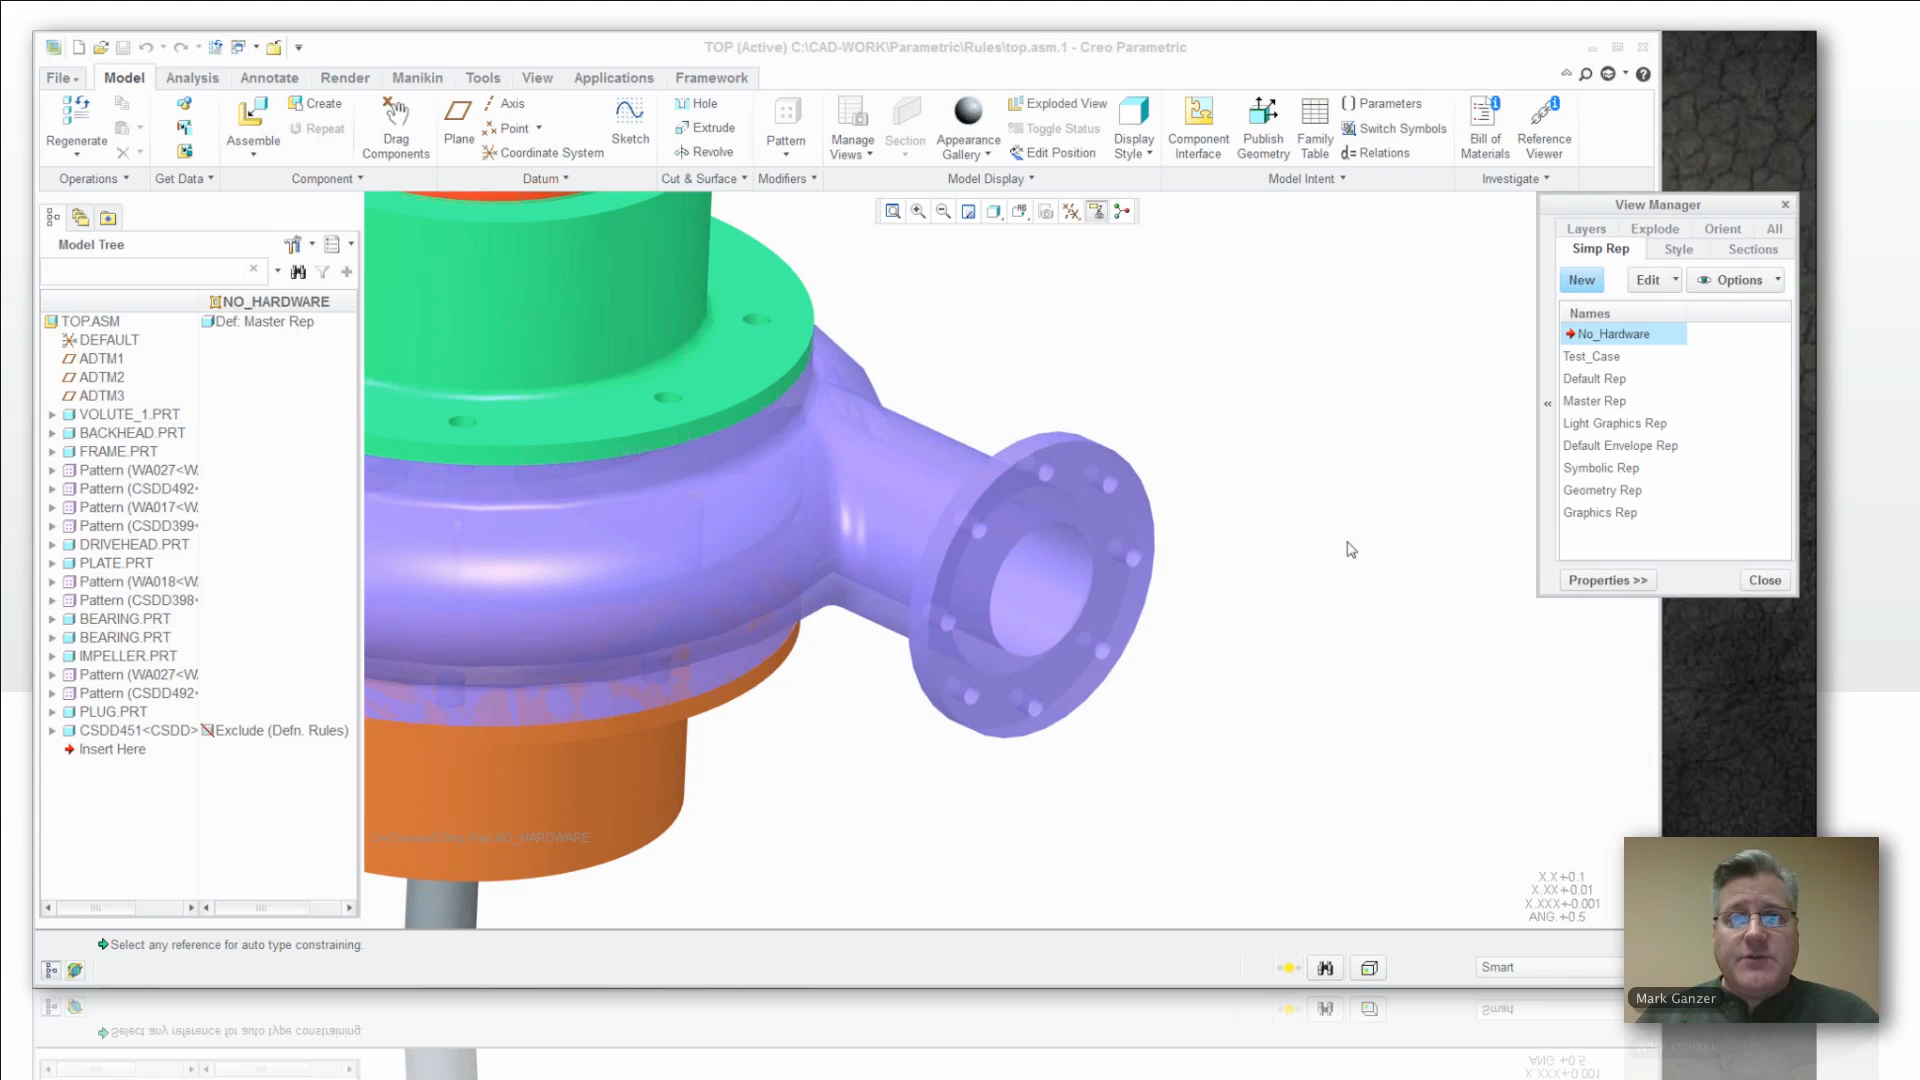 TOP (Active) C:\CAD-WORK\Parametric\Rules\top.asm.1 - Creo Parametric
File
Model
Analysis
Annotate
Render
Manikin
Tools
View
Applications
Framework
Regenerate
Assemble
Create
Repeat
Drag
Components
Plane
Axis
Point
Coordinate System
Sketch
Hole
Extrude
Revolve
Pattern
Manage
Views
Section
Appearance
Gallery
Exploded View
Toggle Status
Edit Position
Display
Style
Component
Interface
Publish
Geometry
Family
Table
Parameters
Switch Symbols
d= Relations
Bill of
Materials
Reference
Viewer
Operations
Get Data
Component
Datum
Cut & Surface
Modifiers
Model Display
Model Intent
Investigate
Model Tree
NO_HARDWARE
TOP.ASM
Def: Master Rep
DEFAULT
ADTM1
ADTM2
ADTM3
VOLUTE_1.PRT
BACKHEAD.PRT
FRAME.PRT
Pattern (WA027<W
Pattern (CSDD492<
Pattern (WA017<W
Pattern (CSDD399<
DRIVEHEAD.PRT
PLATE.PRT
Pattern (WA018<W
Pattern (CSDD398<
BEARING.PRT
BEARING.PRT
IMPELLER.PRT
Pattern (WA027<W
Pattern (CSDD492<
PLUG.PRT
CSDD451<CSDD>
Exclude (Defn. Rules)
Insert Here
View Manager
Layers
Explode
Orient
All
Simp Rep
Style
Sections
New
Edit
Options
Names
No_Hardware
Test_Case
Default Rep
Master Rep
Light Graphics Rep
Default Envelope Rep
Symbolic Rep
Geometry Rep
Graphics Rep
Properties >>
Close
NO_HARDWARE
X.X+-0.1
X.XX+-0.01
X.XXX+-0.001
ANG.+-0.5
Select any reference for auto type constraining.
Smart
Mark Ganzer